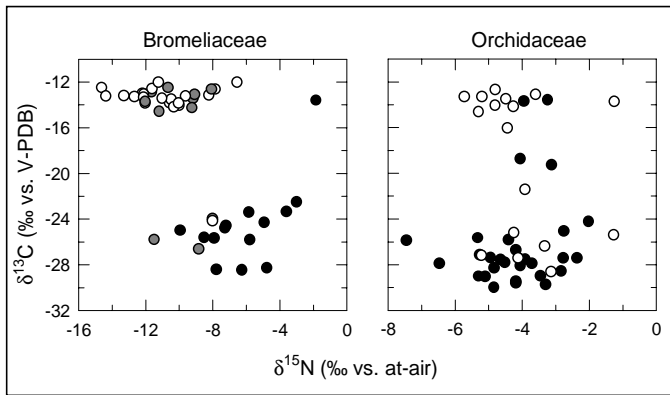 Bromeliaceae Orchidaceae
δ13C (‰ vs. V-PDB)
-12
-16
-20
-24
-28
-32
-16 -12 -8 -4 0 -8 -6 -4 -2 0
δ15N (‰ vs. at-air)